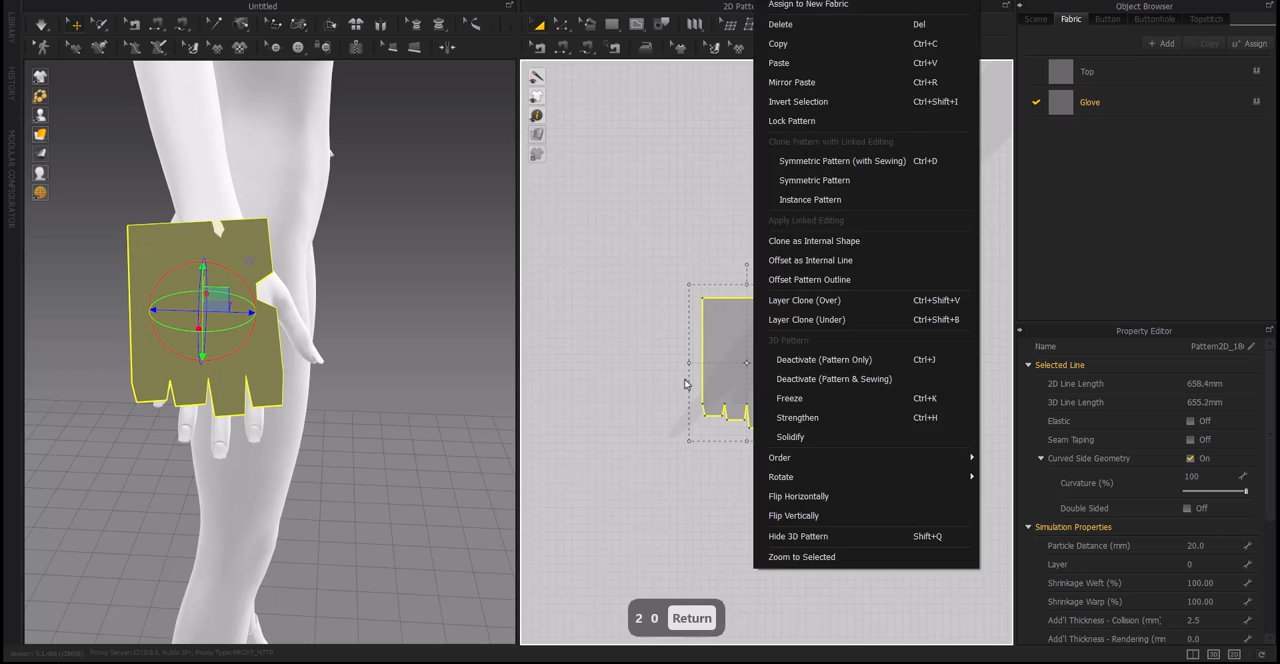 Untitled
2D Pattern
Object Browser
Scene Fabric Button Buttonhole Topstitch
+ Add Copy Assign
Top
Glove
LIBRARY
HISTORY
MODULAR CONFIGURATOR
Assign to New Fabric
Delete Del
Copy Ctrl+C
Paste Ctrl+V
Mirror Paste Ctrl+R
Invert Selection Ctrl+Shift+I
Lock Pattern
Clone Pattern with Linked Editing
Symmetric Pattern (with Sewing) Ctrl+D
Symmetric Pattern
Instance Pattern
Apply Linked Editing
Clone as Internal Shape
Offset as Internal Line
Offset Pattern Outline
Layer Clone (Over) Ctrl+Shift+V
Layer Clone (Under) Ctrl+Shift+B
3D Pattern
Deactivate (Pattern Only) Ctrl+J
Deactivate (Pattern & Sewing)
Freeze Ctrl+K
Strengthen Ctrl+H
Solidify
Order
Rotate
Flip Horizontally
Flip Vertically
Hide 3D Pattern Shift+Q
Zoom to Selected
2 0 Return
Property Editor
Name Pattern2D_18
Selected Line
2D Line Length 658.4mm
3D Line Length 655.2mm
Elastic Off
Seam Taping Off
Curved Side Geometry On
Curvature (%) 100
Double Sided Off
Simulation Properties
Particle Distance (mm) 20.0
Layer 0
Shrinkage Weft (%) 100.00
Shrinkage Warp (%) 100.00
Add'l Thickness - Collision (mm) 2.5
Add'l Thickness - Rendering (mm 0.0
3D 2D